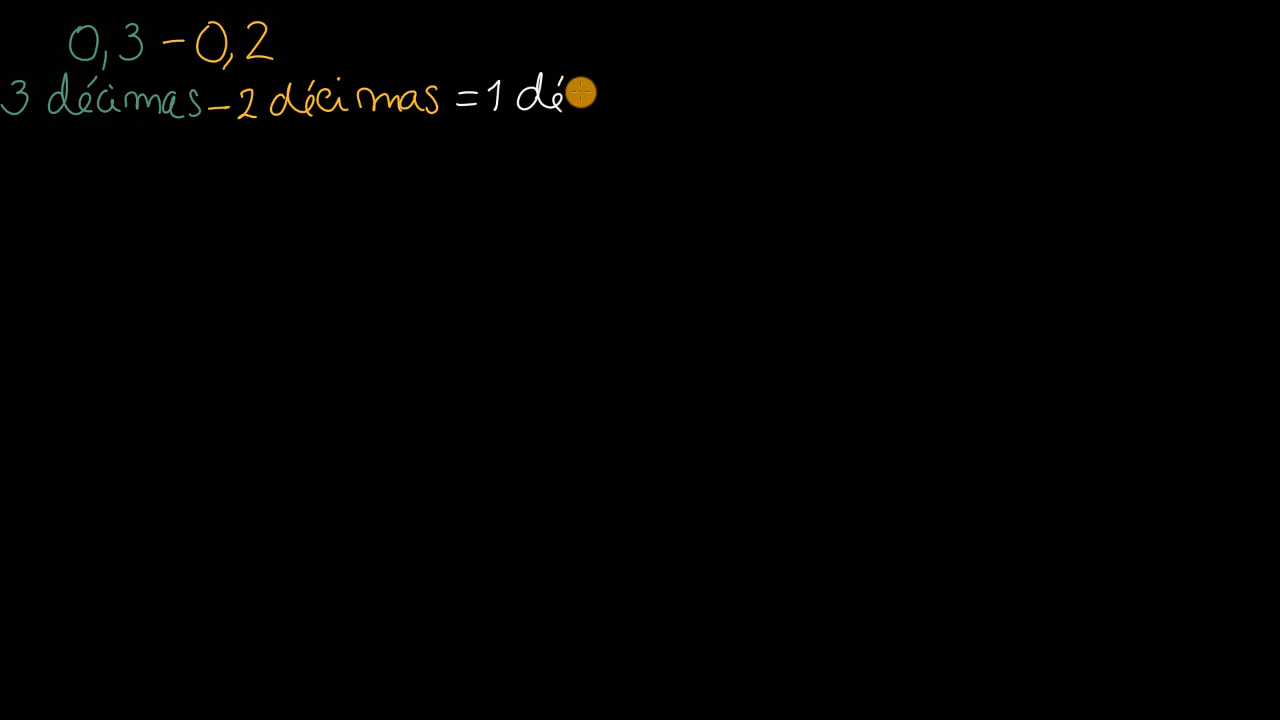 0,3 - 0,2
3 décimas - 2 décimas = 1 dé